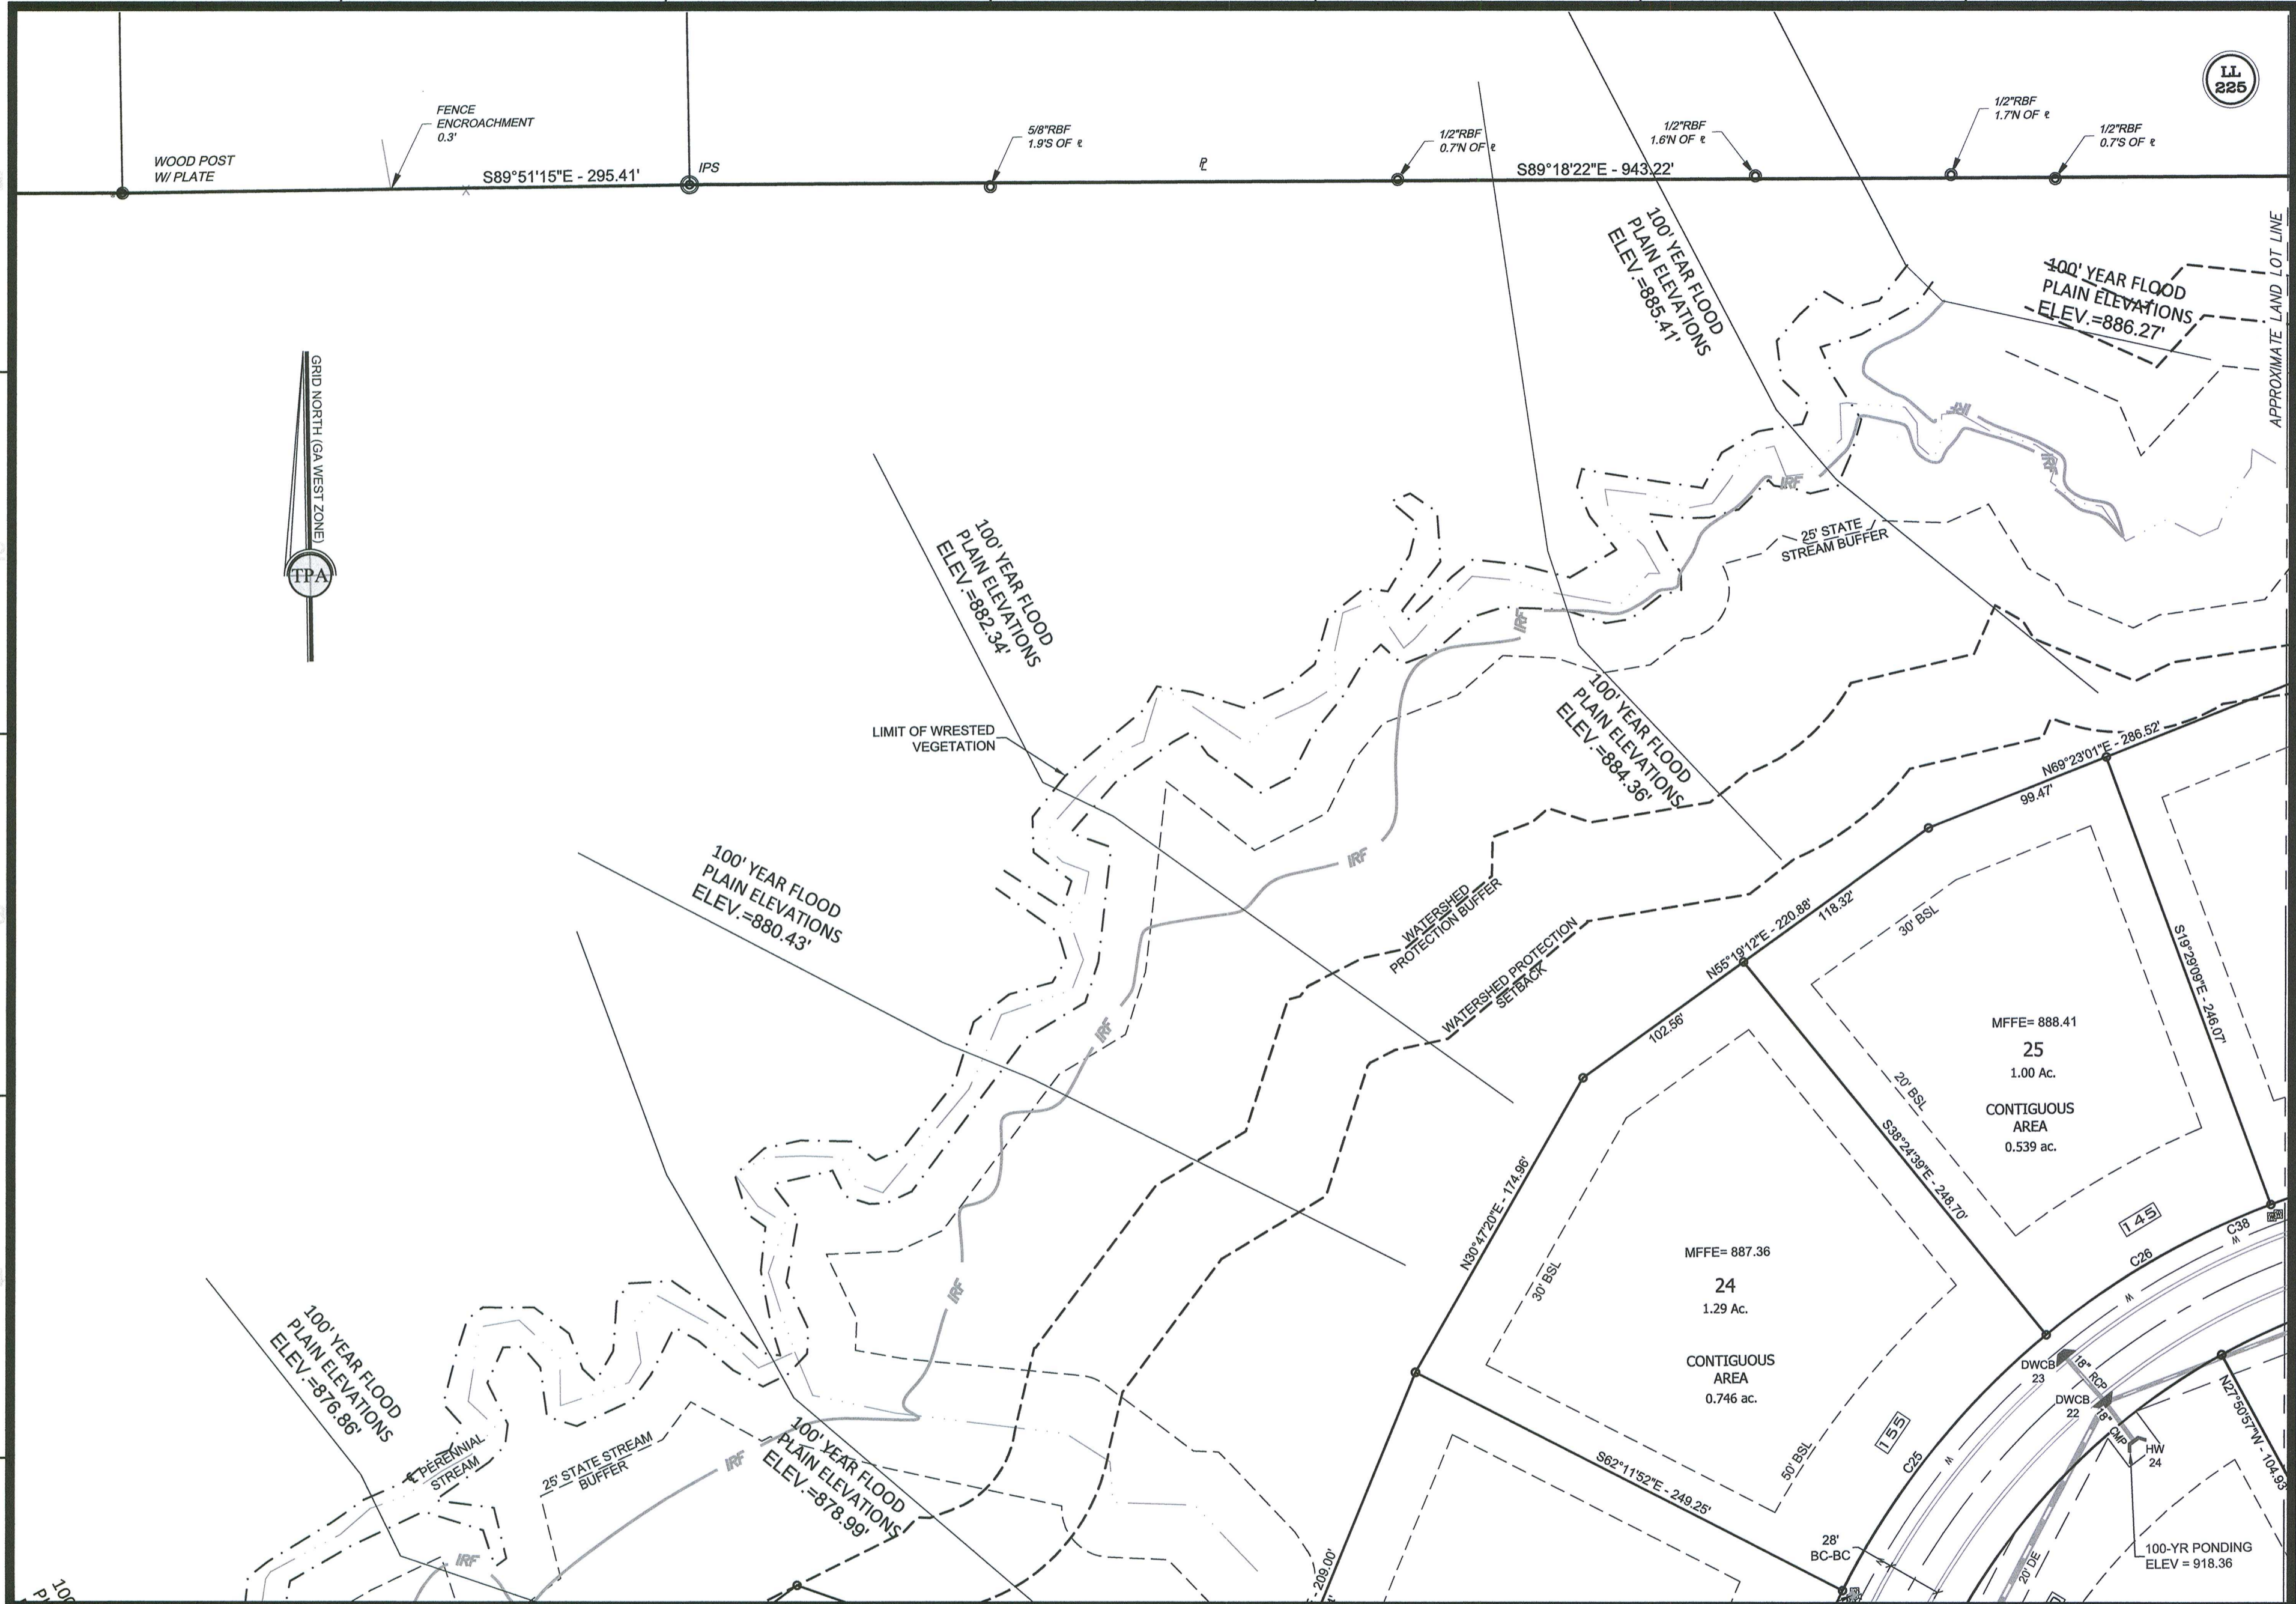 LL
225
FENCE
ENCROACHMENT
0.3'
WOOD POST
W/ PLATE
S89°51'15"E - 295.41'
IPS
5/8"RBF
1.9'S OF ⅊
⅊
1/2"RBF
0.7'N OF ⅊
S89°18'22"E - 943.22'
1/2"RBF
1.6'N OF ⅊
1/2"RBF
1.7'N OF ⅊
1/2"RBF
0.7'S OF ⅊
APPROXIMATE LAND LOT LINE
GRID NORTH (GA WEST ZONE)
TPA
100' YEAR FLOOD
PLAIN ELEVATIONS
ELEV.=885.41'
100' YEAR FLOOD
PLAIN ELEVATIONS
ELEV.=886.27'
IRF
IRF
IRF
25' STATE
STREAM BUFFER
100' YEAR FLOOD
PLAIN ELEVATIONS
ELEV.=882.34'
IRF
LIMIT OF WRESTED
VEGETATION
100' YEAR FLOOD
PLAIN ELEVATIONS
ELEV.=884.36'
N69°23'01"E - 286.52'
99.47'
100' YEAR FLOOD
PLAIN ELEVATIONS
ELEV.=880.43'
IRF
WATERSHED
PROTECTION BUFFER
WATERSHED PROTECTION
SETBACK
N55°19'12"E - 220.88'
118.32'
30' BSL
S19°29'09"E - 246.07'
102.56'
IRF
MFFE= 888.41
25
1.00 Ac.
CONTIGUOUS
AREA
0.539 ac.
20' BSL
S38°24'39"E - 248.70'
N30°47'20"E - 174.96'
30' BSL
MFFE= 887.36
24
1.29 Ac.
CONTIGUOUS
AREA
0.746 ac.
50' BSL
145
C38
C26
W
W
W
155
C25
DWCB
23
18"
RCP
DWCB
22
18"
CMP
HW
24
N27°50'57"W - 104.93
100-YR PONDING
ELEV = 918.36
20' DE
28'
BC-BC
S62°11'52"E - 249.25'
- 209.00'
IRF
100' YEAR FLOOD
PLAIN ELEVATIONS
ELEV.=876.86'
℄ PERENNIAL
STREAM
25' STATE STREAM
BUFFER
IRF
100' YEAR FLOOD
PLAIN ELEVATIONS
ELEV.=878.99'
IRF
100'